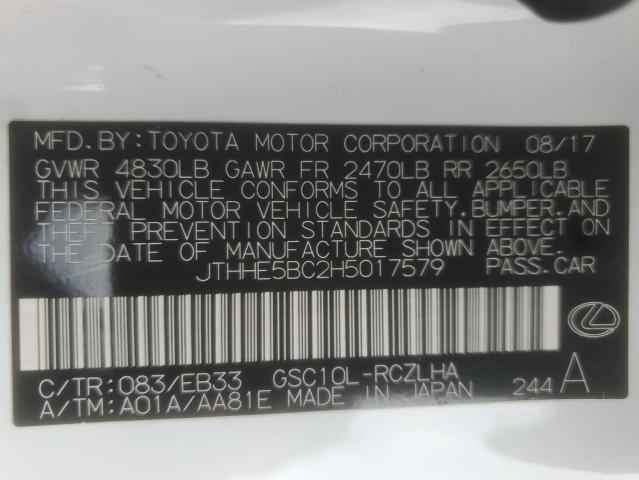 MFD.BY:TOYOTA MOTOR CORPORATION 08/17
GVWR 4830LB GAWR FR 2470LB RR 2650LB
THIS VEHICLE CONFORMS TO ALL APPLICABLE
FEDERAL MOTOR VEHICLE SAFETY,BUMPER,AND
THEFT PREVENTION STANDARDS IN EFFECT ON
THE DATE OF MANUFACTURE SHOWN ABOVE.
JTHHE5BC2H5017579 PASS.CAR
C/TR:083/EB33 GSC10L-RCZLHA
A/TM:A01A/AA81E MADE IN JAPAN 244 A